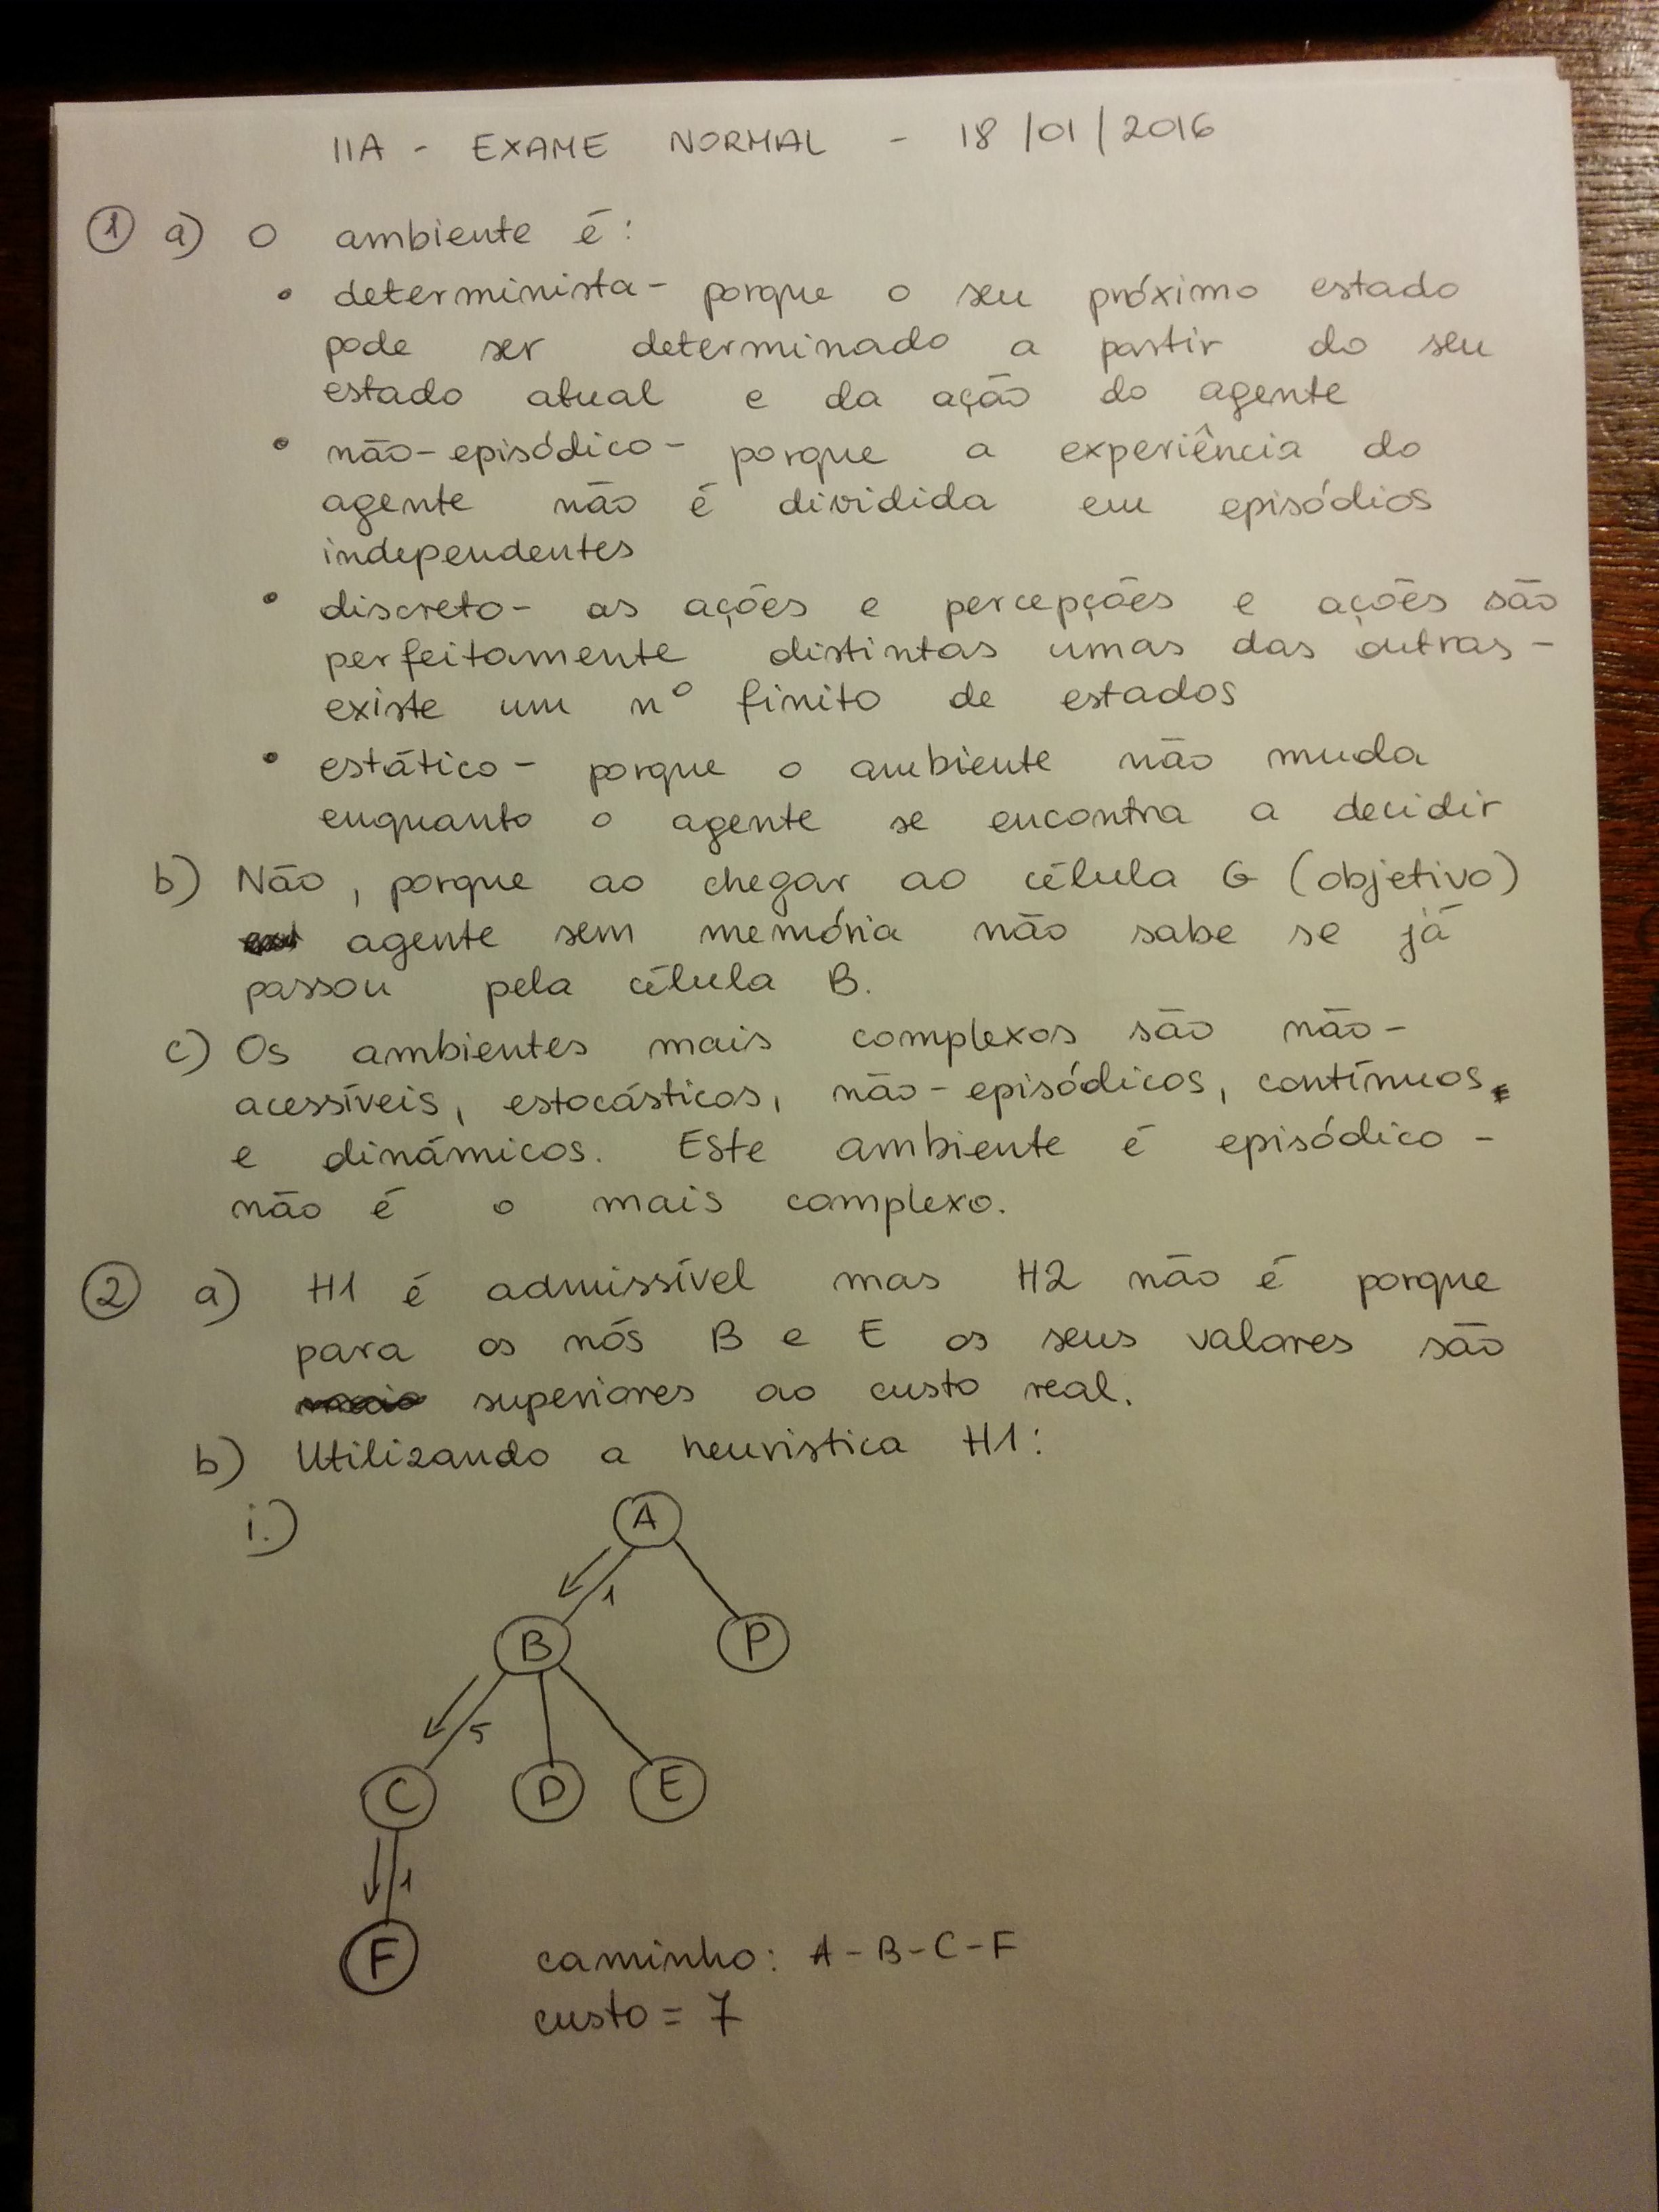 IIA - EXAME NORMAL - 18/01/2016
1 a) O ambiente é:
• determinista - porque o seu próximo estado
pode ser determinado a partir do seu
estado atual e da ação do agente
• não-episódico - porque a experiência do
agente não é dividida em episódios
independentes
• discreto - as ações e percepções e ações são
perfeitamente distintas umas das outras -
existe um nº finito de estados
• estático - porque o ambiente não muda
enquanto o agente se encontra a decidir
b) Não, porque ao chegar ao célula G (objetivo)
agente sem memória não sabe se já
passou pela célula B.
c) Os ambientes mais complexos são não-
acessíveis, estocásticos, não-episódicos, contínuos
e dinâmicos. Este ambiente é episódico -
não é o mais complexo.
2 a) H1 é admissível mas H2 não é porque
para os nós B e E os seus valores são
superiores ao custo real.
b) Utilizando a heurística H1:
i.)
A
1
B P
5
C D E
1
F
caminho: A-B-C-F
custo = 7